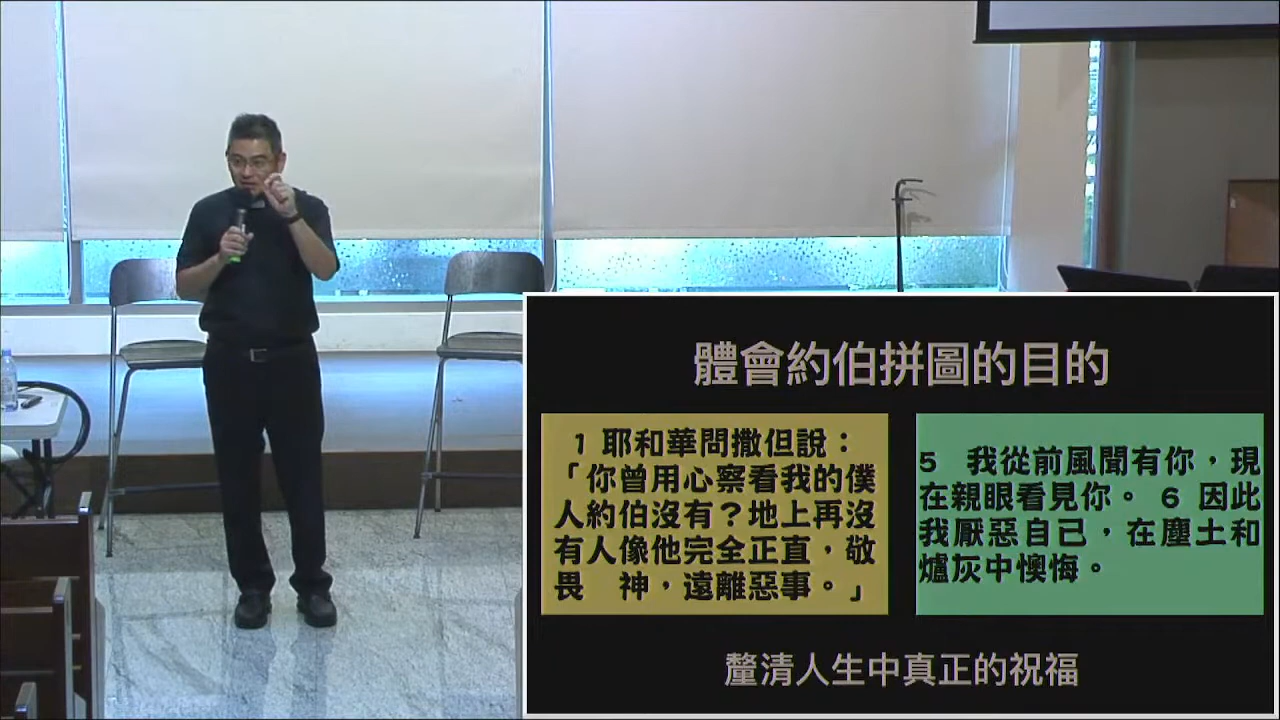 體會約伯拼圖的目的
1 耶和華問撒但說：
「你曾用心察看我的僕
人約伯沒有？地上再沒
有人像他完全正直，敬
畏　神，遠離惡事。」
5　我從前風聞有你，現
在親眼看見你。 6 因此
我厭惡自己，在塵土和
爐灰中懊悔。
釐清人生中真正的祝福